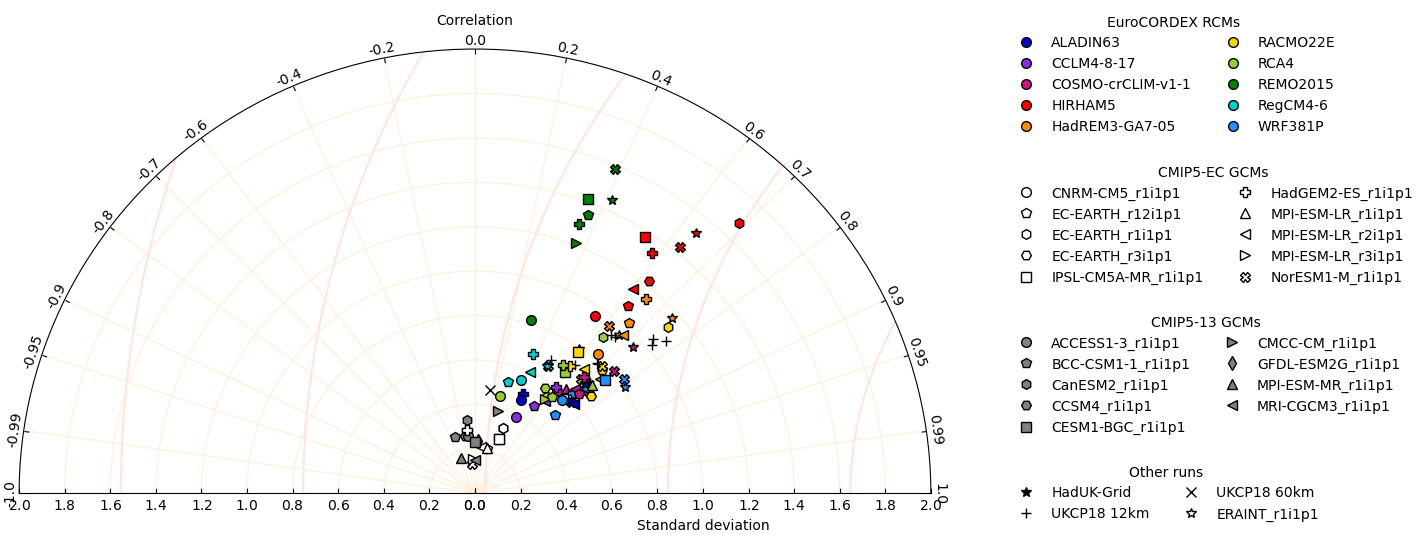 Correlation
-0.2
0.0
0.2
-0.4
0.4
-0.6
0.6
-0.7
0.7
-0.8
0.8
-0.9
0.9
-0.95
0.95
-0.99
0.99
-1.0
1.0
2.0 1.8 1.6 1.4 1.2 1.0 0.8 0.6 0.4 0.2 0.0 0.2 0.4 0.6 0.8 1.0 1.2 1.4 1.6 1.8 2.0
Standard deviation
EuroCORDEX RCMs
ALADIN63
CCLM4-8-17
COSMO-crCLIM-v1-1
HIRHAM5
HadREM3-GA7-05
RACMO22E
RCA4
REMO2015
RegCM4-6
WRF381P
CMIP5-EC GCMs
CNRM-CM5_r1i1p1
EC-EARTH_r12i1p1
EC-EARTH_r1i1p1
EC-EARTH_r3i1p1
IPSL-CM5A-MR_r1i1p1
HadGEM2-ES_r1i1p1
MPI-ESM-LR_r1i1p1
MPI-ESM-LR_r2i1p1
MPI-ESM-LR_r3i1p1
NorESM1-M_r1i1p1
CMIP5-13 GCMs
ACCESS1-3_r1i1p1
BCC-CSM1-1_r1i1p1
CanESM2_r1i1p1
CCSM4_r1i1p1
CESM1-BGC_r1i1p1
CMCC-CM_r1i1p1
GFDL-ESM2G_r1i1p1
MPI-ESM-MR_r1i1p1
MRI-CGCM3_r1i1p1
Other runs
HadUK-Grid
UKCP18 12km
UKCP18 60km
ERAINT_r1i1p1